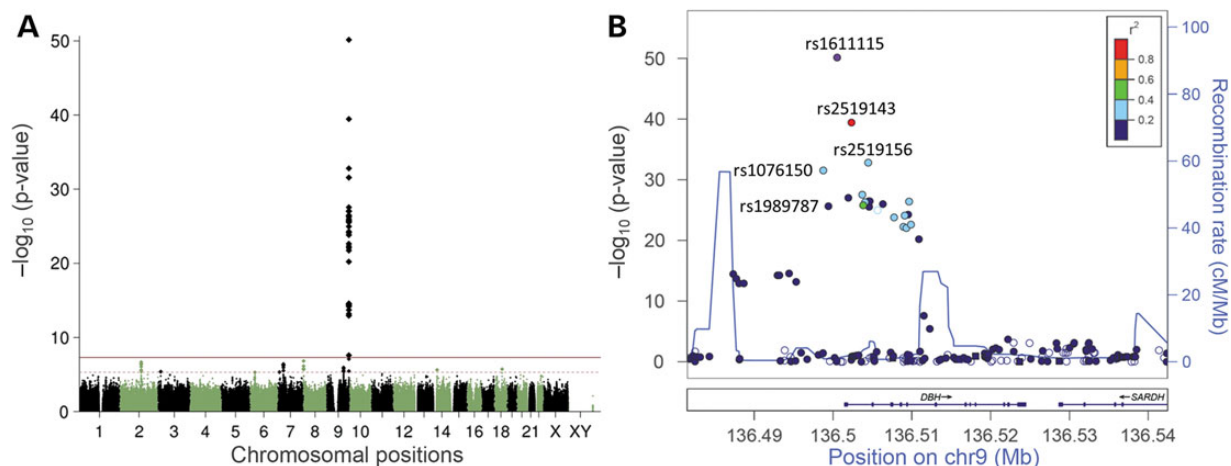 A
−log10 (p-value)
50
40
30
20
10
0
1 2 3 4 5 6 7 8 9 10 12 14 16 18 21 X XY
Chromosomal positions
B
−log10 (p-value)
50
40
30
20
10
0
rs1611115
rs2519143
rs2519156
rs1076150
rs1989787
r2
0.8
0.6
0.4
0.2
100
80
60
40
20
0
Recombination rate (cM/Mb)
DBH→
←SARDH
136.49 136.5 136.51 136.52 136.53 136.54
Position on chr9 (Mb)